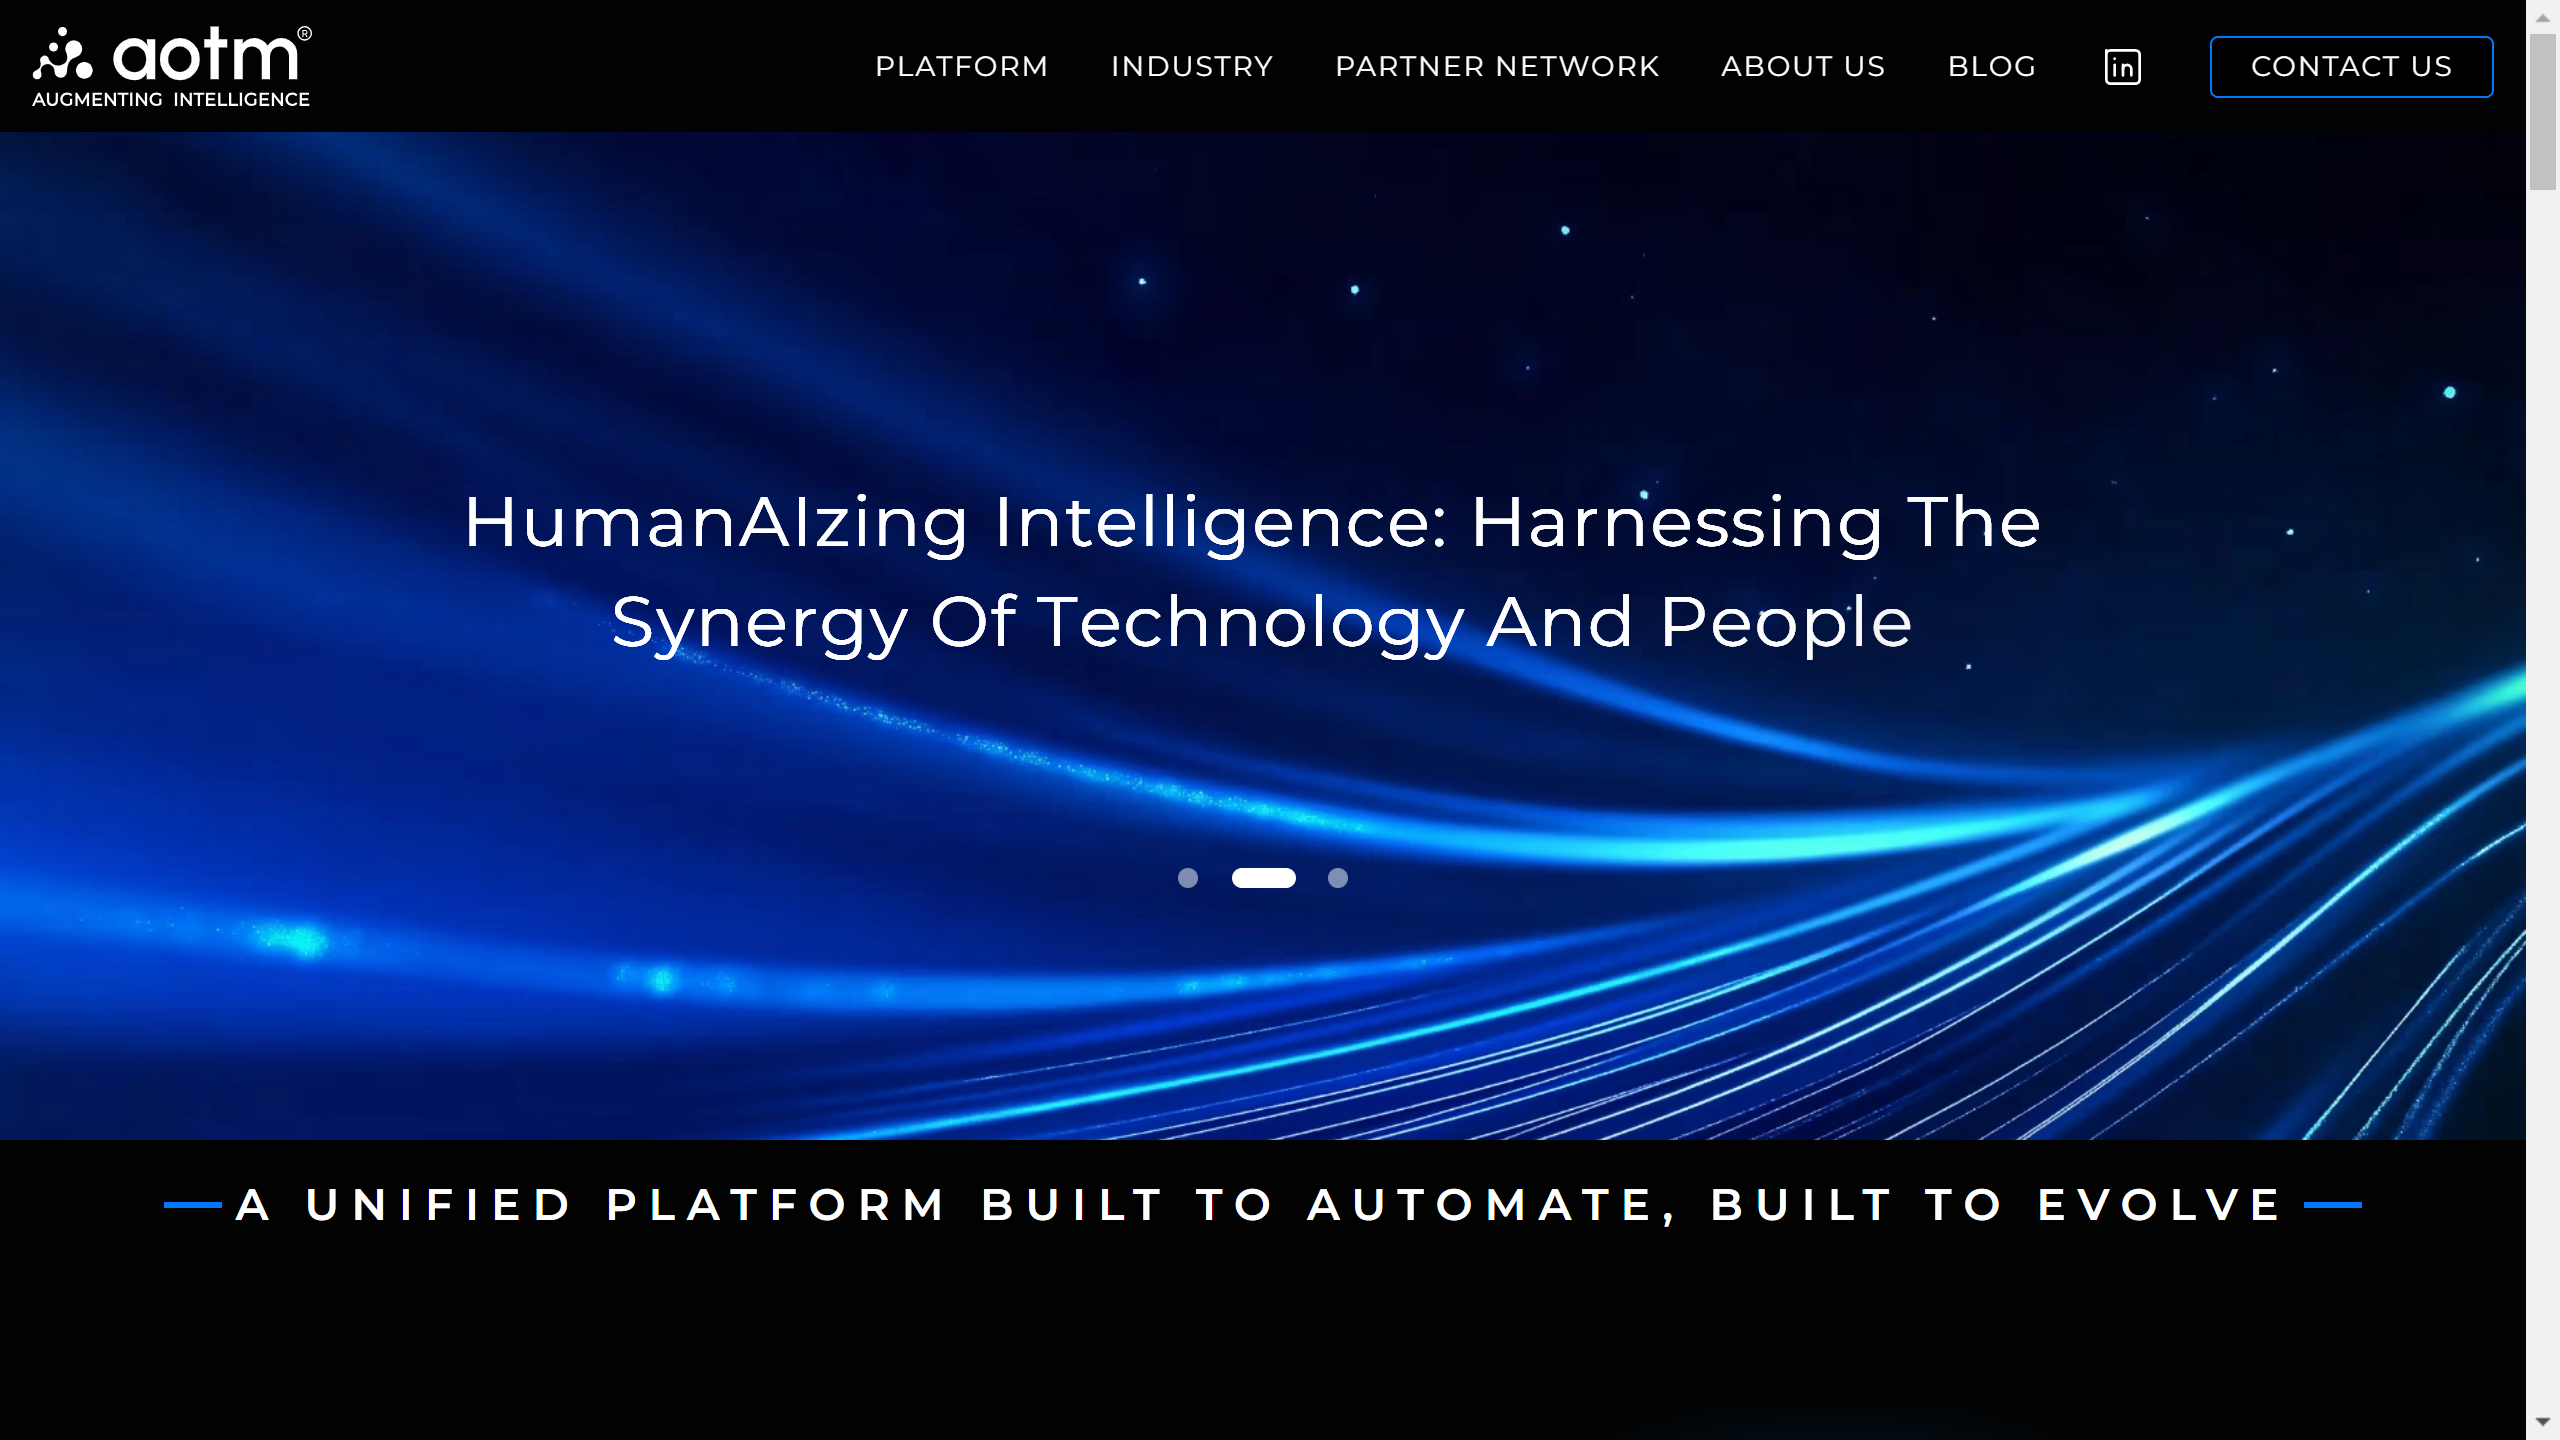 aotm®
AUGMENTING INTELLIGENCE
PLATFORM
INDUSTRY
PARTNER NETWORK
ABOUT US
BLOG
in
CONTACT US
HumanAIzing Intelligence: Harnessing The
Synergy Of Technology And People
A UNIFIED PLATFORM BUILT TO AUTOMATE, BUILT TO EVOLVE